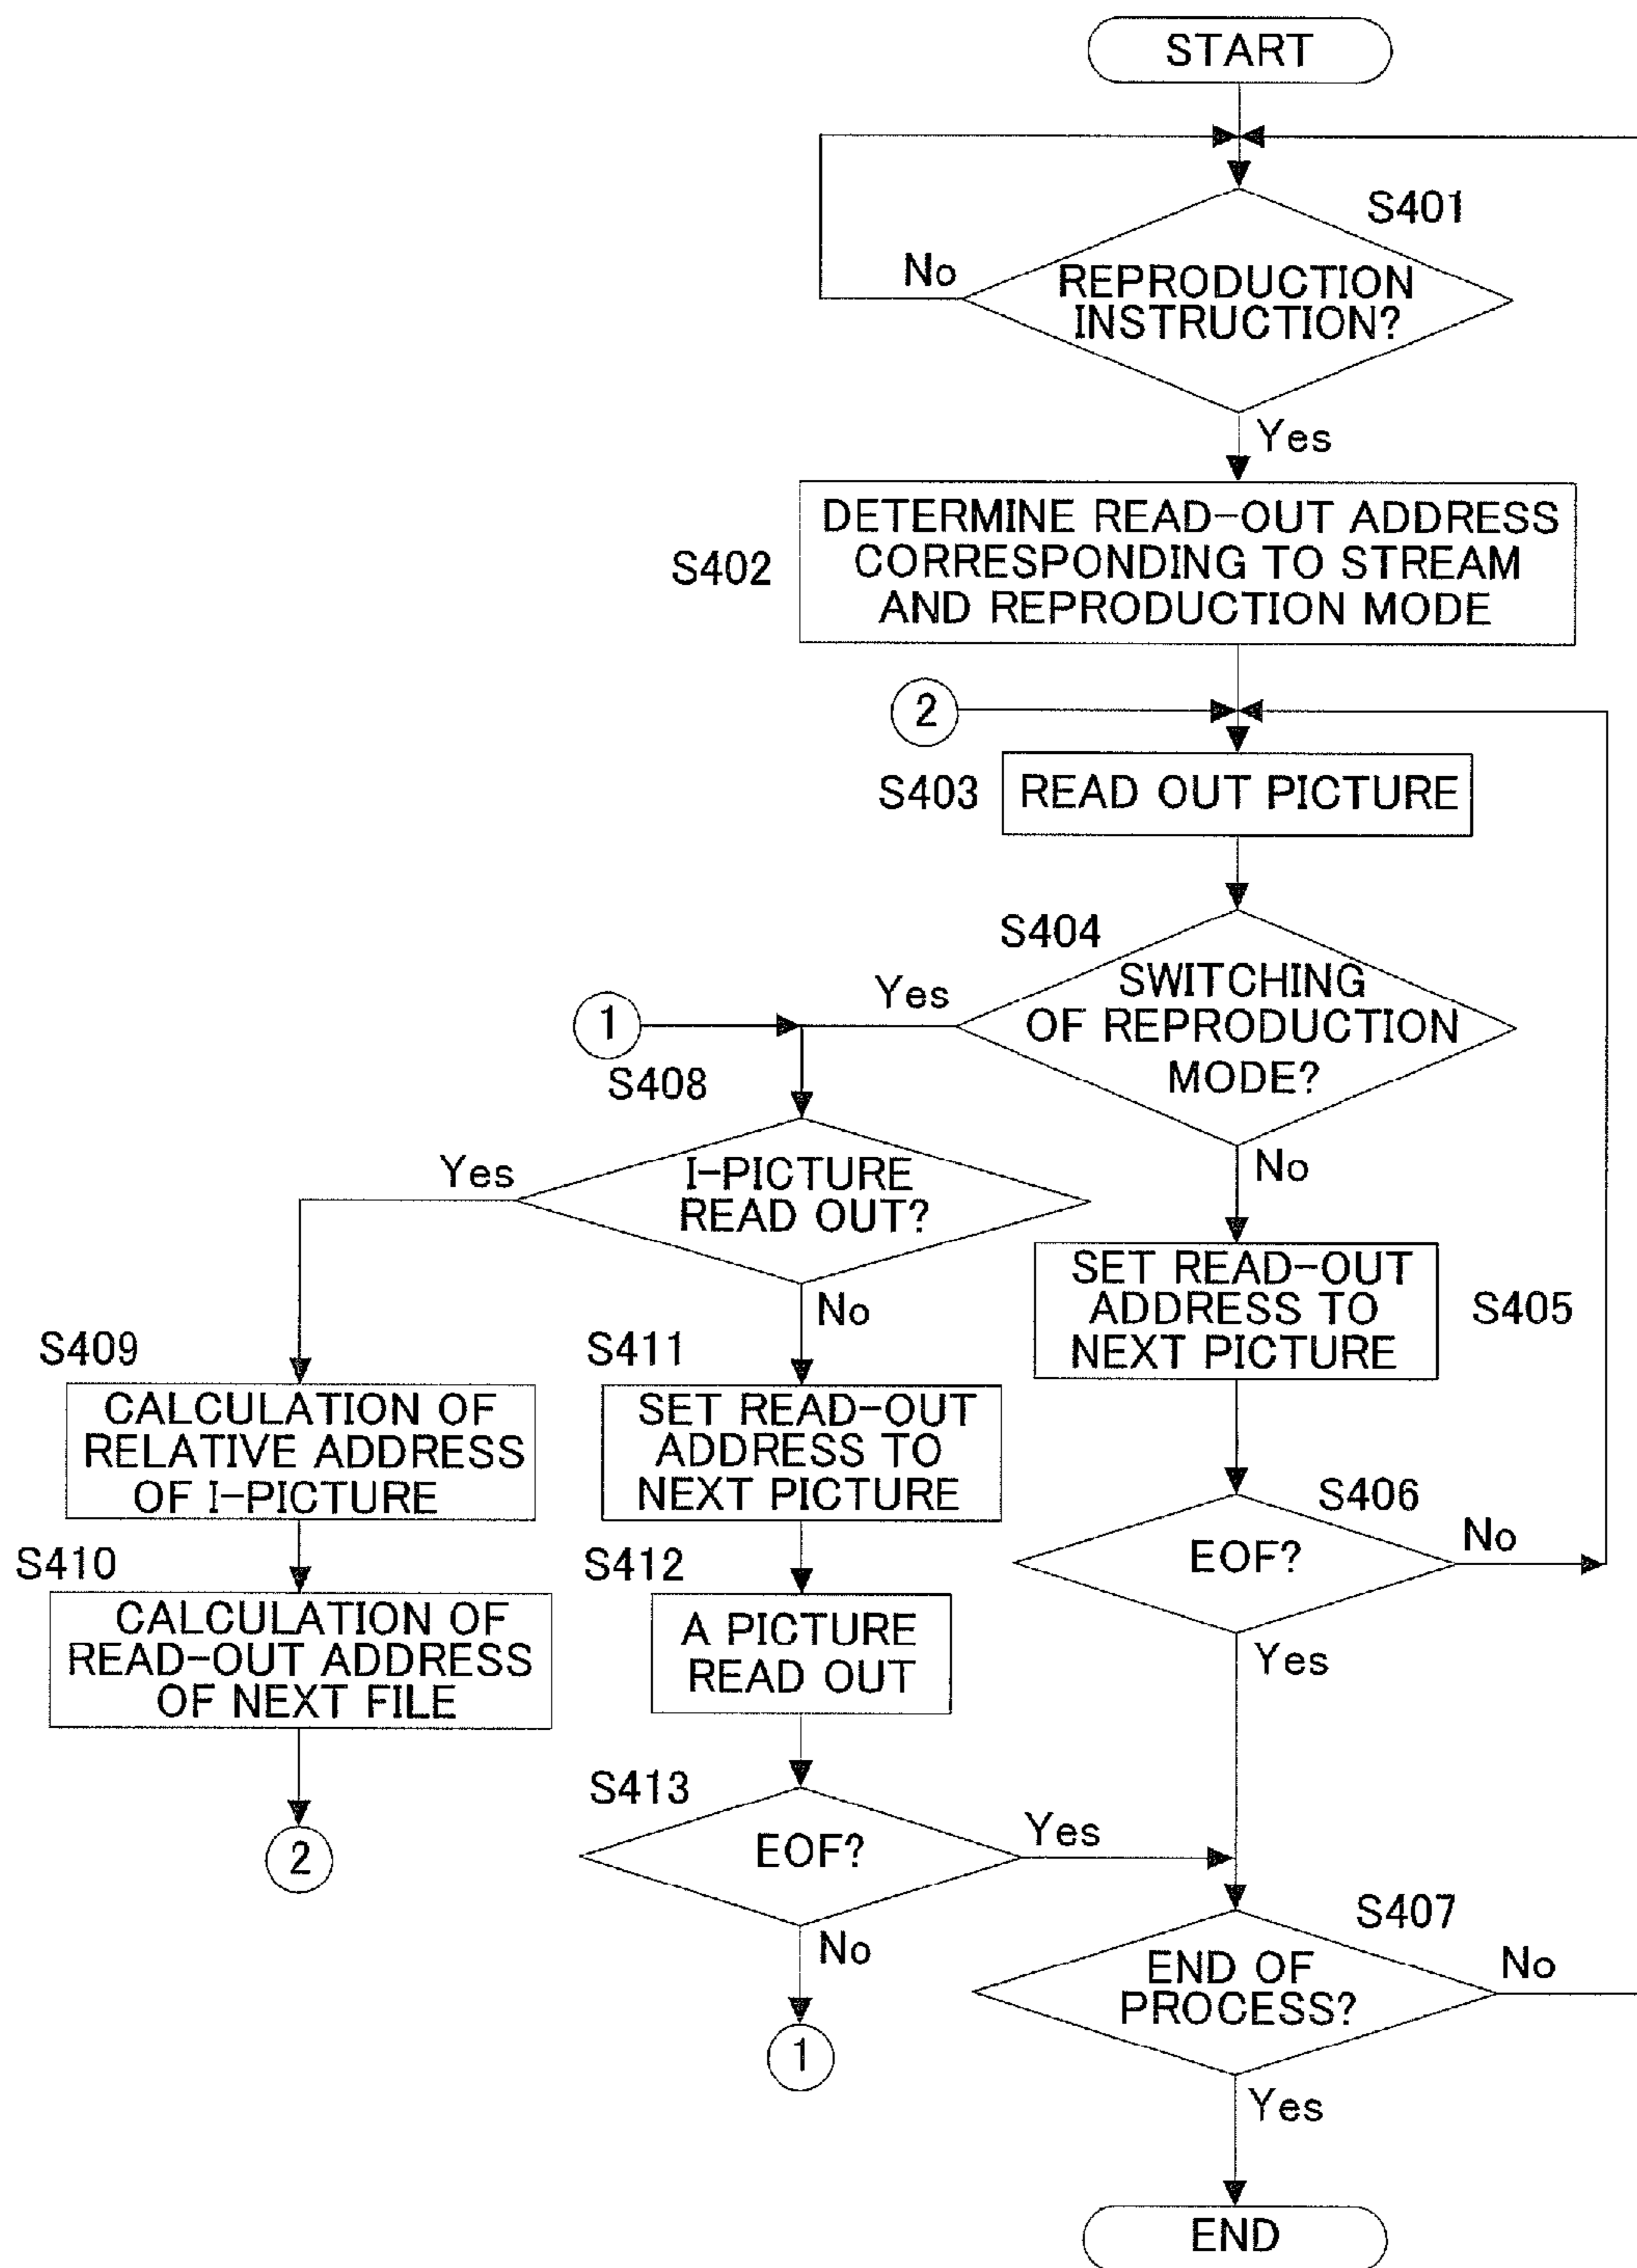 START
S401
No
REPRODUCTION
INSTRUCTION?
Yes
S402
DETERMINE READ-OUT ADDRESS
CORRESPONDING TO STREAM
AND REPRODUCTION MODE
2
S403
READ OUT PICTURE
S404
SWITCHING
OF REPRODUCTION
MODE?
Yes
No
1
S408
I-PICTURE
READ OUT?
Yes
No
SET READ-OUT
ADDRESS TO
NEXT PICTURE
S405
S409
CALCULATION OF
RELATIVE ADDRESS
OF I-PICTURE
S411
SET READ-OUT
ADDRESS TO
NEXT PICTURE
S406
EOF?
No
Yes
S410
CALCULATION OF
READ-OUT ADDRESS
OF NEXT FILE
2
S412
A PICTURE
READ OUT
S413
EOF?
Yes
No
1
S407
END OF
PROCESS?
No
Yes
END